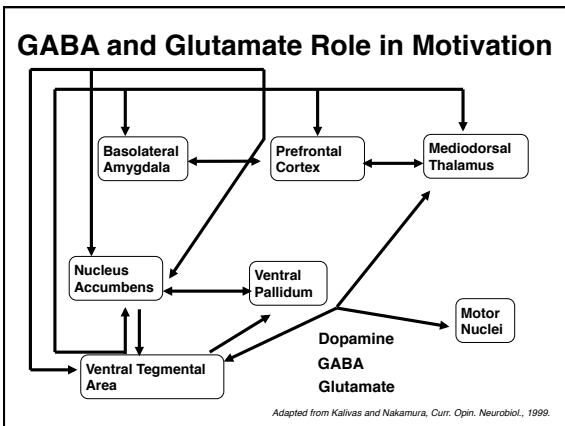 GABA and Glutamate Role in Motivation
Basolateral
Amygdala
Prefrontal
Cortex
Mediodorsal
Thalamus
Nucleus
Accumbens
Ventral
Pallidum
Motor
Nuclei
Dopamine
GABA
Glutamate
Ventral Tegmental
Area
Adapted from Kalivas and Nakamura, Curr. Opin. Neurobiol., 1999.